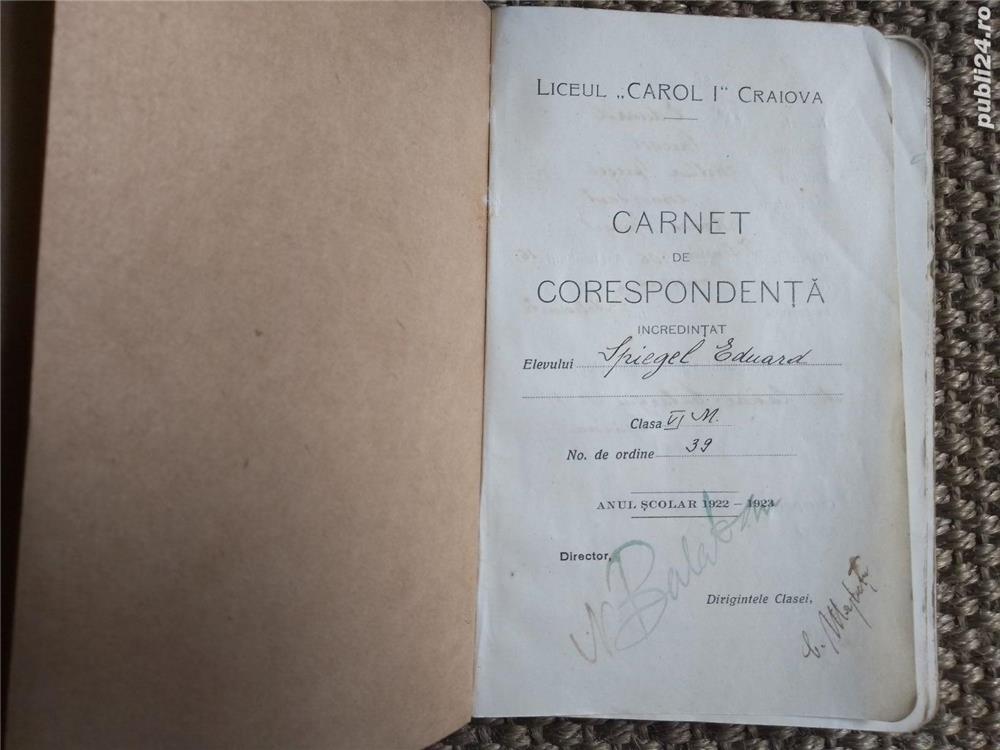 LICEUL „CAROL I" CRAIOVA
CARNET
DE
CORESPONDENȚĂ
INCREDINȚAT
Elevului Spiegel Eduard
Clasa VI M.
No. de ordine 39
ANUL ȘCOLAR 1922 – 1923
Director,
N Balaban
Dirigintele Clasei,
publi24.ro